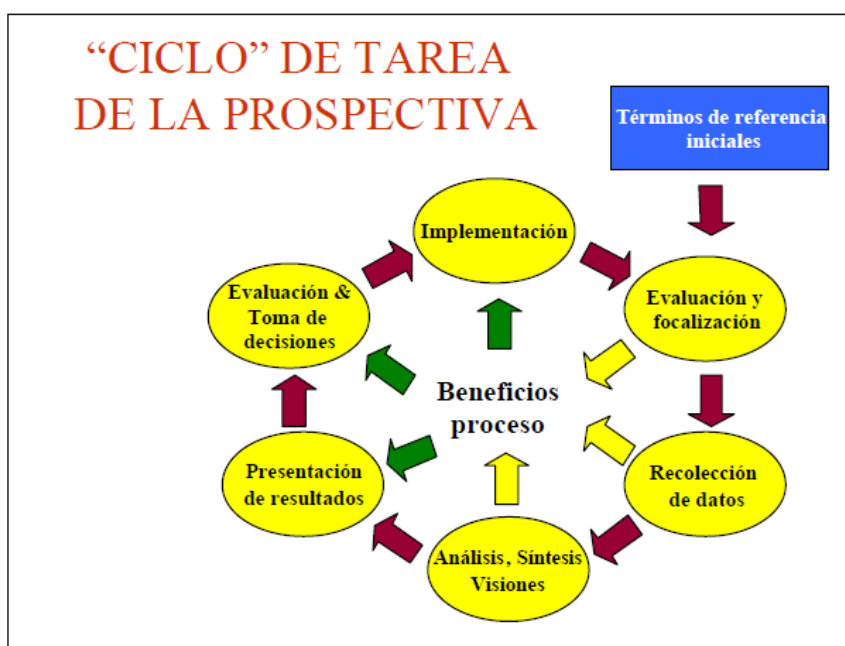 “CICLO” DE TAREA
DE LA PROSPECTIVA
Términos de referencia
iniciales
Implementación
Evaluación y
focalización
Recolección
de datos
Análisis, Síntesis
Visiones
Presentación
de resultados
Evaluación &
Toma de
decisiones
Beneficios
proceso